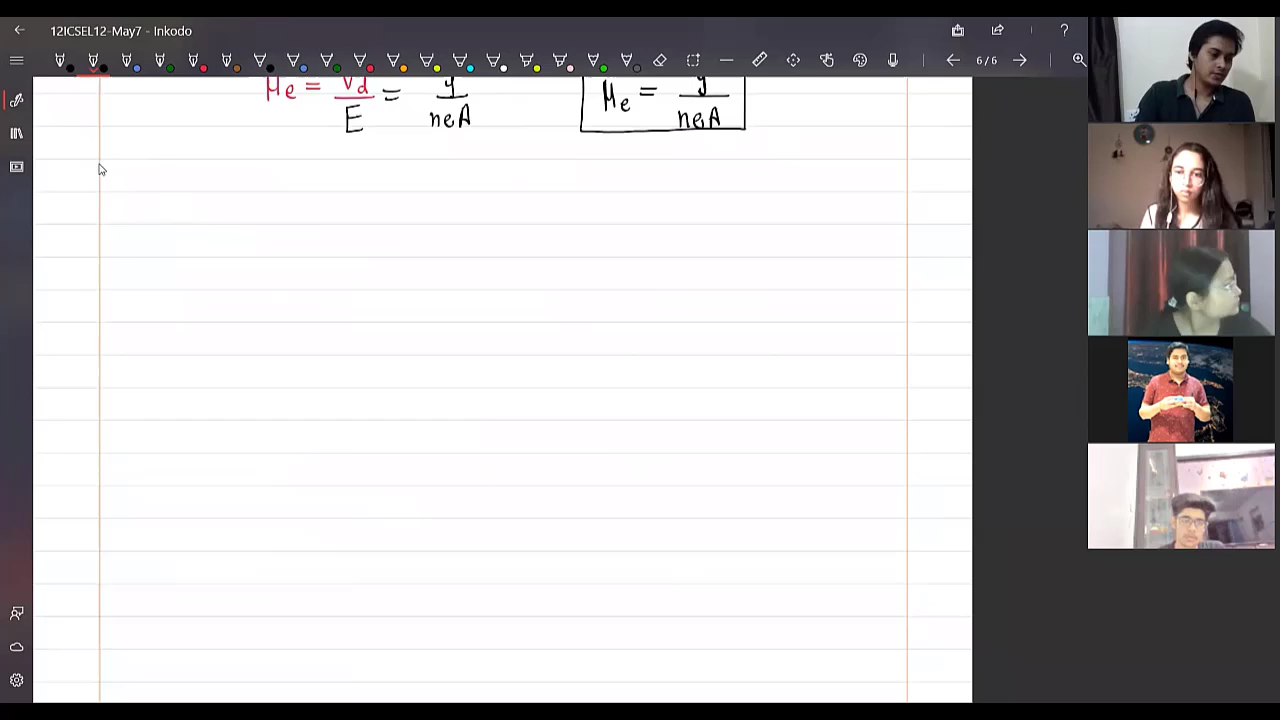 12ICSEL12-May7 - Inkodo
6/6
μe = Vd/E = y/neA
μe = y/neA